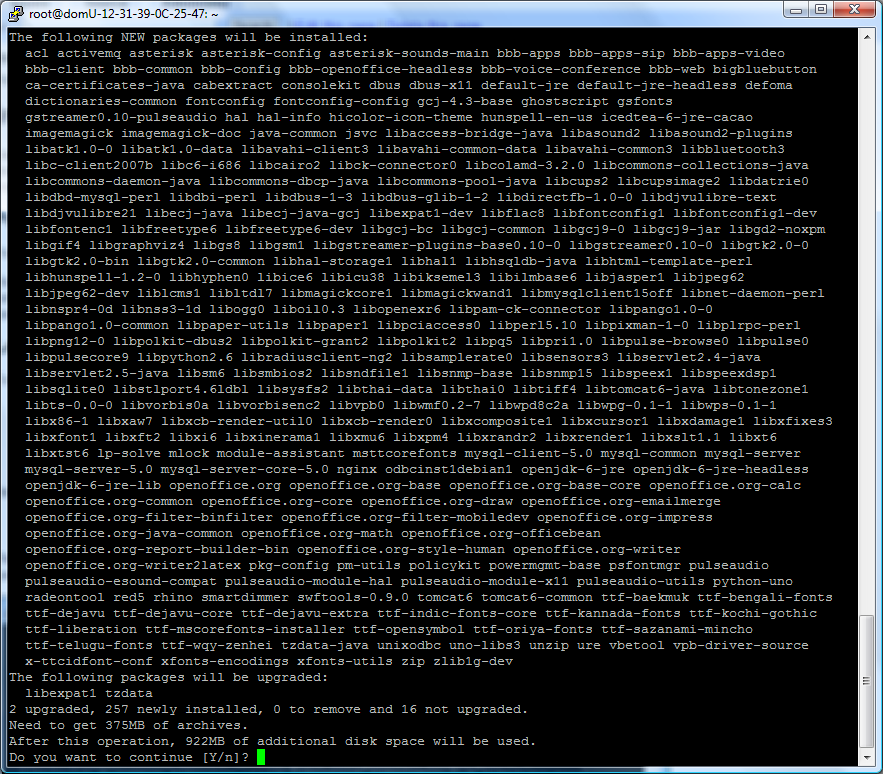 root@domU-12-31-39-0C-25-47: ~
The following NEW packages will be installed:
acl activemq asterisk asterisk-config asterisk-sounds-main bbb-apps bbb-apps-sip bbb-apps-video
bbb-client bbb-common bbb-config bbb-openoffice-headless bbb-voice-conference bbb-web bigbluebutton
ca-certificates-java cabextract consolekit dbus dbus-x11 default-jre default-jre-headless defoma
dictionaries-common fontconfig fontconfig-config gcj-4.3-base ghostscript gsfonts
gstreamer0.10-pulseaudio hal hal-info hicolor-icon-theme hunspell-en-us icedtea-6-jre-cacao
imagemagick imagemagick-doc java-common jsvc libaccess-bridge-java libasound2 libasound2-plugins
libatk1.0-0 libatk1.0-data libavahi-client3 libavahi-common-data libavahi-common3 libbluetooth3
libc-client2007b libc6-i686 libcairo2 libck-connector0 libcolamd-3.2.0 libcommons-collections-java
libcommons-daemon-java libcommons-dbcp-java libcommons-pool-java libcups2 libcupsimage2 libdatrie0
libdbd-mysql-perl libdbi-perl libdbus-1-3 libdbus-glib-1-2 libdirectfb-1.0-0 libdjvulibre-text
libdjvulibre21 libecj-java libecj-java-gcj libexpat1-dev libflac8 libfontconfig1 libfontconfig1-dev
libfontenc1 libfreetype6 libfreetype6-dev libgcj-bc libgcj-common libgcj9-0 libgcj9-jar libgd2-noxpm
libgif4 libgraphviz4 libgs8 libgsm1 libgstreamer-plugins-base0.10-0 libgstreamer0.10-0 libgtk2.0-0
libgtk2.0-bin libgtk2.0-common libhal-storage1 libhal1 libhsqldb-java libhtml-template-perl
libhunspell-1.2-0 libhyphen0 libice6 libicu38 libiksemel3 libilmbase6 libjasper1 libjpeg62
libjpeg62-dev liblcms1 libltdl7 libmagickcore1 libmagickwand1 libmysqlclient15off libnet-daemon-perl
libnspr4-0d libnss3-1d libogg0 liboil0.3 libopenexr6 libpam-ck-connector libpango1.0-0
libpango1.0-common libpaper-utils libpaper1 libpciaccess0 libperl5.10 libpixman-1-0 libplrpc-perl
libpng12-0 libpolkit-dbus2 libpolkit-grant2 libpolkit2 libpq5 libpri1.0 libpulse-browse0 libpulse0
libpulsecore9 libpython2.6 libradiusclient-ng2 libsamplerate0 libsensors3 libservlet2.4-java
libservlet2.5-java libsm6 libsmbios2 libsndfile1 libsnmp-base libsnmp15 libspeex1 libspeexdsp1
libsqlite0 libstlport4.6ldbl libsysfs2 libthai-data libthai0 libtiff4 libtomcat6-java libtonezone1
libts-0.0-0 libvorbis0a libvorbisenc2 libvpb0 libwmf0.2-7 libwpd8c2a libwpg-0.1-1 libwps-0.1-1
libx86-1 libxaw7 libxcb-render-util0 libxcb-render0 libxcomposite1 libxcursor1 libxdamage1 libxfixes3
libxfont1 libxft2 libxi6 libxinerama1 libxmu6 libxpm4 libxrandr2 libxrender1 libxslt1.1 libxt6
libxtst6 lp-solve mlock module-assistant msttcorefonts mysql-client-5.0 mysql-common mysql-server
mysql-server-5.0 mysql-server-core-5.0 nginx odbcinst1debian1 openjdk-6-jre openjdk-6-jre-headless
openjdk-6-jre-lib openoffice.org openoffice.org-base openoffice.org-base-core openoffice.org-calc
openoffice.org-common openoffice.org-core openoffice.org-draw openoffice.org-emailmerge
openoffice.org-filter-binfilter openoffice.org-filter-mobiledev openoffice.org-impress
openoffice.org-java-common openoffice.org-math openoffice.org-officebean
openoffice.org-report-builder-bin openoffice.org-style-human openoffice.org-writer
openoffice.org-writer2latex pkg-config pm-utils policykit powermgmt-base psfontmgr pulseaudio
pulseaudio-esound-compat pulseaudio-module-hal pulseaudio-module-x11 pulseaudio-utils python-uno
radeontool red5 rhino smartdimmer swftools-0.9.0 tomcat6 tomcat6-common ttf-baekmuk ttf-bengali-fonts
ttf-dejavu ttf-dejavu-core ttf-dejavu-extra ttf-indic-fonts-core ttf-kannada-fonts ttf-kochi-gothic
ttf-liberation ttf-mscorefonts-installer ttf-opensymbol ttf-oriya-fonts ttf-sazanami-mincho
ttf-telugu-fonts ttf-wqy-zenhei tzdata-java unixodbc uno-libs3 unzip ure vbetool vpb-driver-source
x-ttcidfont-conf xfonts-encodings xfonts-utils zip zlib1g-dev
The following packages will be upgraded:
libexpat1 tzdata
2 upgraded, 257 newly installed, 0 to remove and 16 not upgraded.
Need to get 375MB of archives.
After this operation, 922MB of additional disk space will be used.
Do you want to continue [Y/n]?